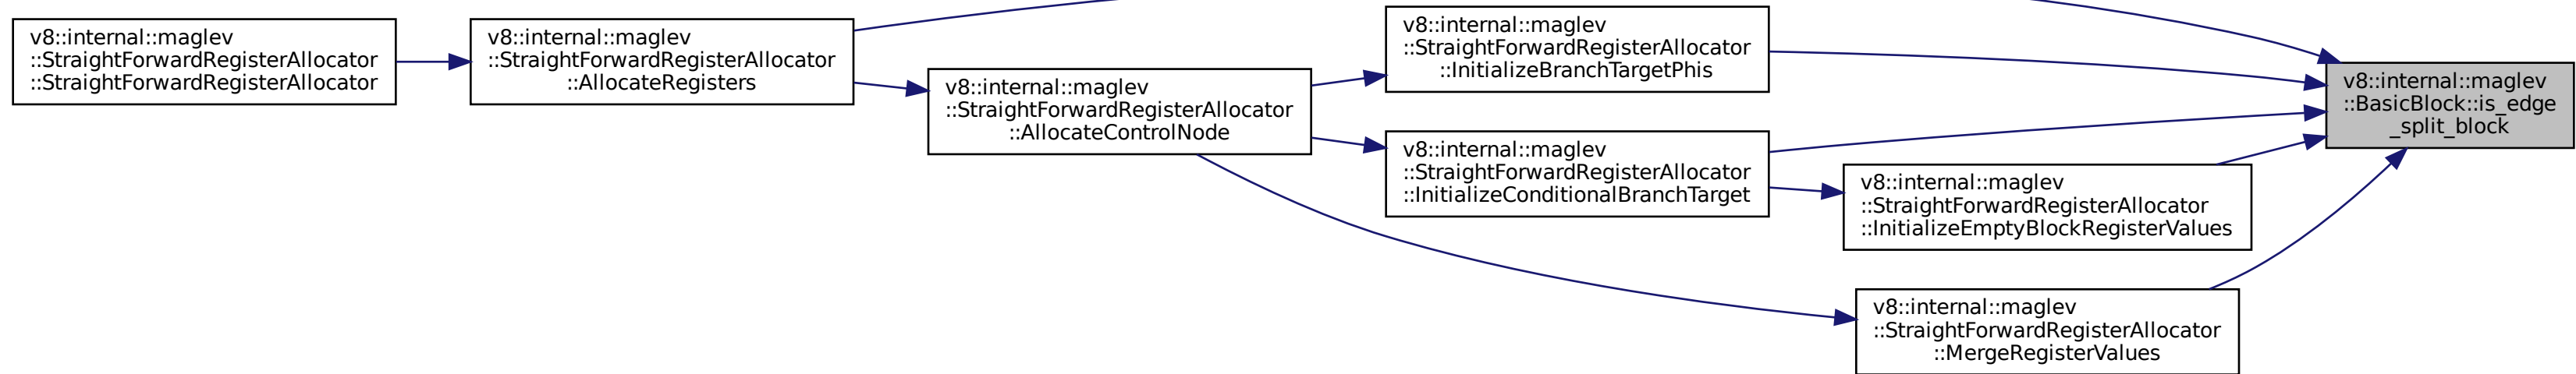 v8::internal::maglev
::StraightForwardRegisterAllocator
::StraightForwardRegisterAllocator
v8::internal::maglev
::StraightForwardRegisterAllocator
::AllocateRegisters
v8::internal::maglev
::StraightForwardRegisterAllocator
::AllocateControlNode
v8::internal::maglev
::StraightForwardRegisterAllocator
::InitializeBranchTargetPhis
v8::internal::maglev
::StraightForwardRegisterAllocator
::InitializeConditionalBranchTarget
v8::internal::maglev
::StraightForwardRegisterAllocator
::InitializeEmptyBlockRegisterValues
v8::internal::maglev
::StraightForwardRegisterAllocator
::MergeRegisterValues
v8::internal::maglev
::BasicBlock::is_edge
_split_block